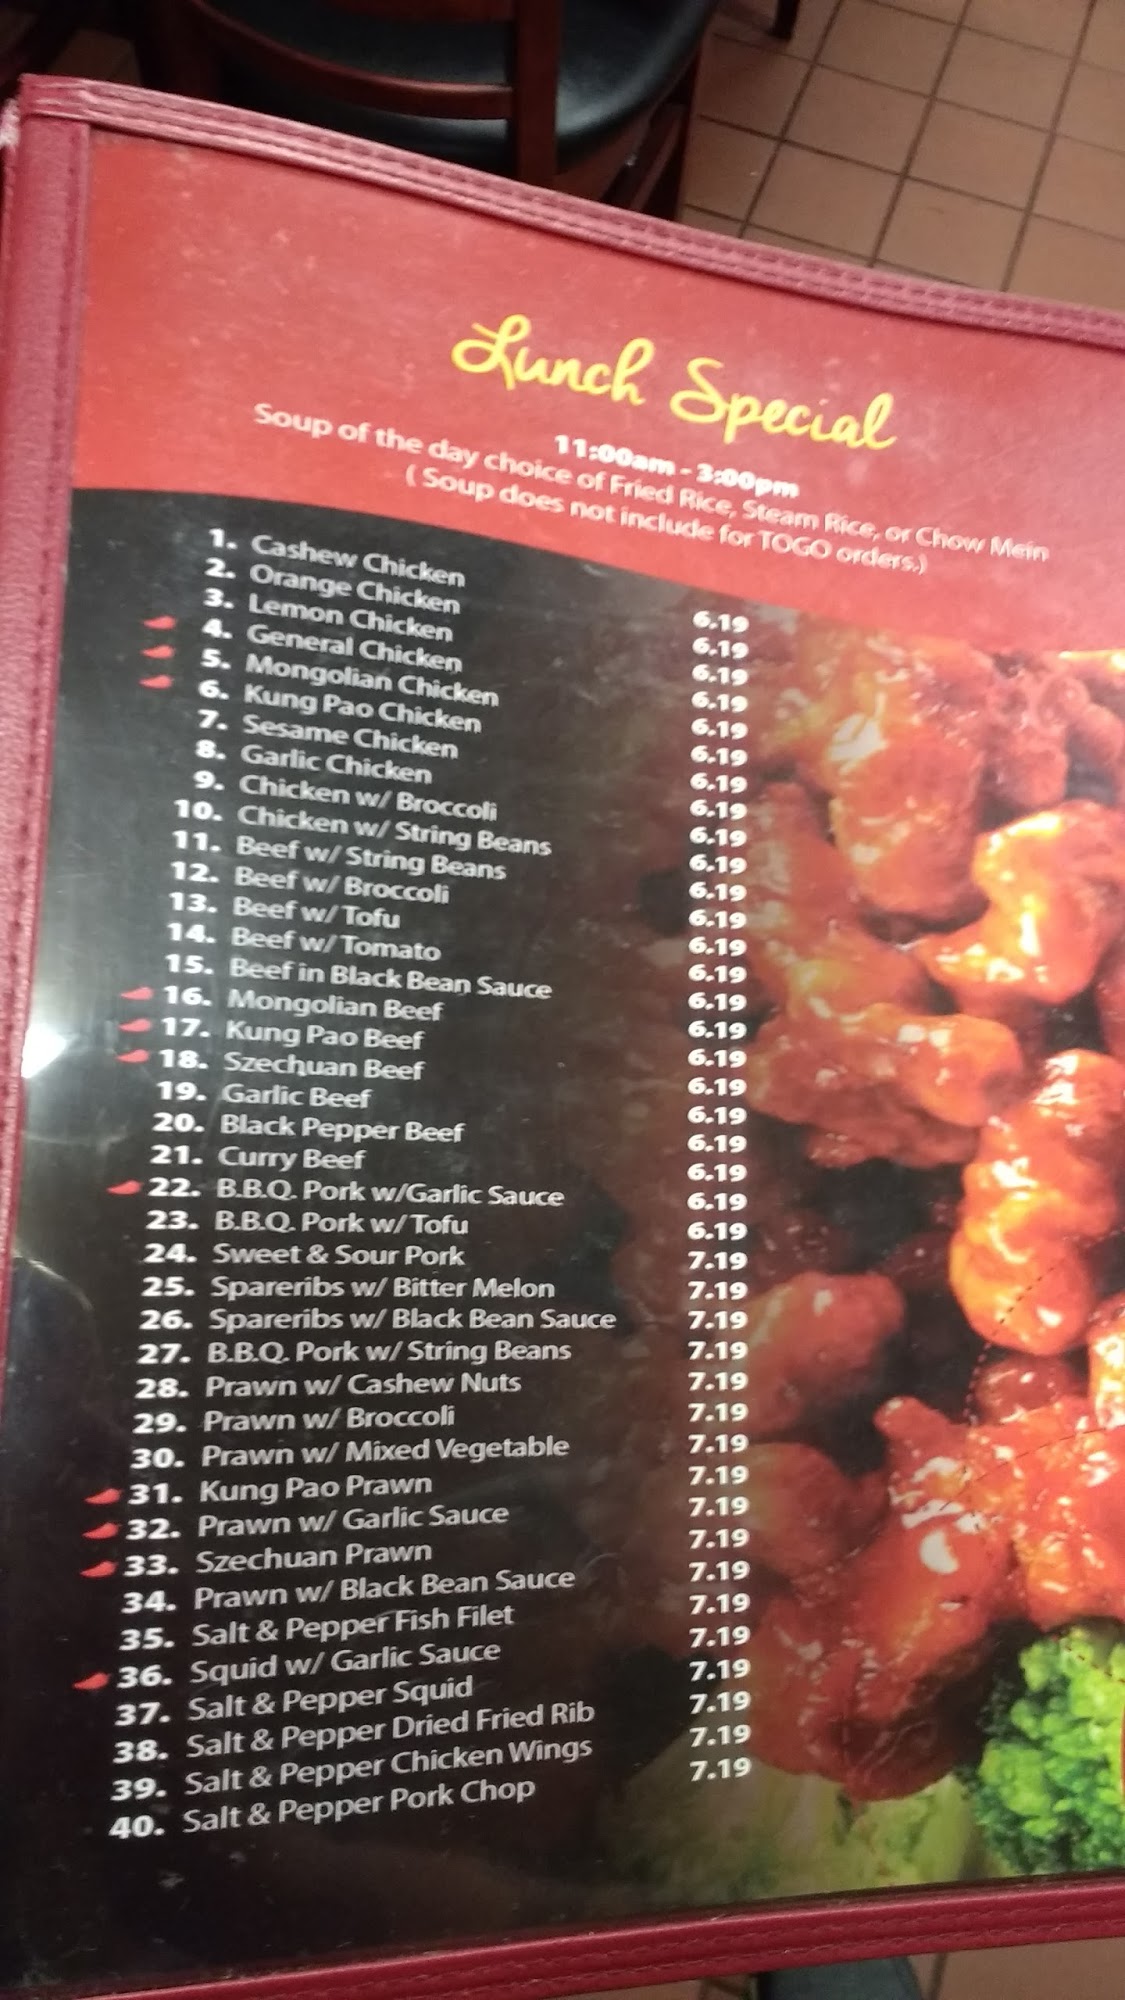 Lunch Special
11:00am - 3:00pm
Soup of the day choice of Fried Rice, Steam Rice, or Chow Mein
( Soup does not include for TOGO orders.)
1. Cashew Chicken 6.19
2. Orange Chicken 6.19
3. Lemon Chicken 6.19
4. General Chicken 6.19
5. Mongolian Chicken 6.19
6. Kung Pao Chicken 6.19
7. Sesame Chicken 6.19
8. Garlic Chicken 6.19
9. Chicken w/ Broccoli 6.19
10. Chicken w/ String Beans 6.19
11. Beef w/ String Beans 6.19
12. Beef w/ Broccoli 6.19
13. Beef w/ Tofu 6.19
14. Beef w/ Tomato 6.19
15. Beef in Black Bean Sauce 6.19
16. Mongolian Beef 6.19
17. Kung Pao Beef 6.19
18. Szechuan Beef 6.19
19. Garlic Beef 6.19
20. Black Pepper Beef 6.19
21. Curry Beef 6.19
22. B.B.Q. Pork w/Garlic Sauce 6.19
23. B.B.Q. Pork w/ Tofu 6.19
24. Sweet & Sour Pork 7.19
25. Spareribs w/ Bitter Melon 7.19
26. Spareribs w/ Black Bean Sauce 7.19
27. B.B.Q. Pork w/ String Beans 7.19
28. Prawn w/ Cashew Nuts 7.19
29. Prawn w/ Broccoli 7.19
30. Prawn w/ Mixed Vegetable 7.19
31. Kung Pao Prawn 7.19
32. Prawn w/ Garlic Sauce 7.19
33. Szechuan Prawn 7.19
34. Prawn w/ Black Bean Sauce 7.19
35. Salt & Pepper Fish Filet 7.19
36. Squid w/ Garlic Sauce 7.19
37. Salt & Pepper Squid 7.19
38. Salt & Pepper Dried Fried Rib 7.19
39. Salt & Pepper Chicken Wings 7.19
40. Salt & Pepper Pork Chop 7.19